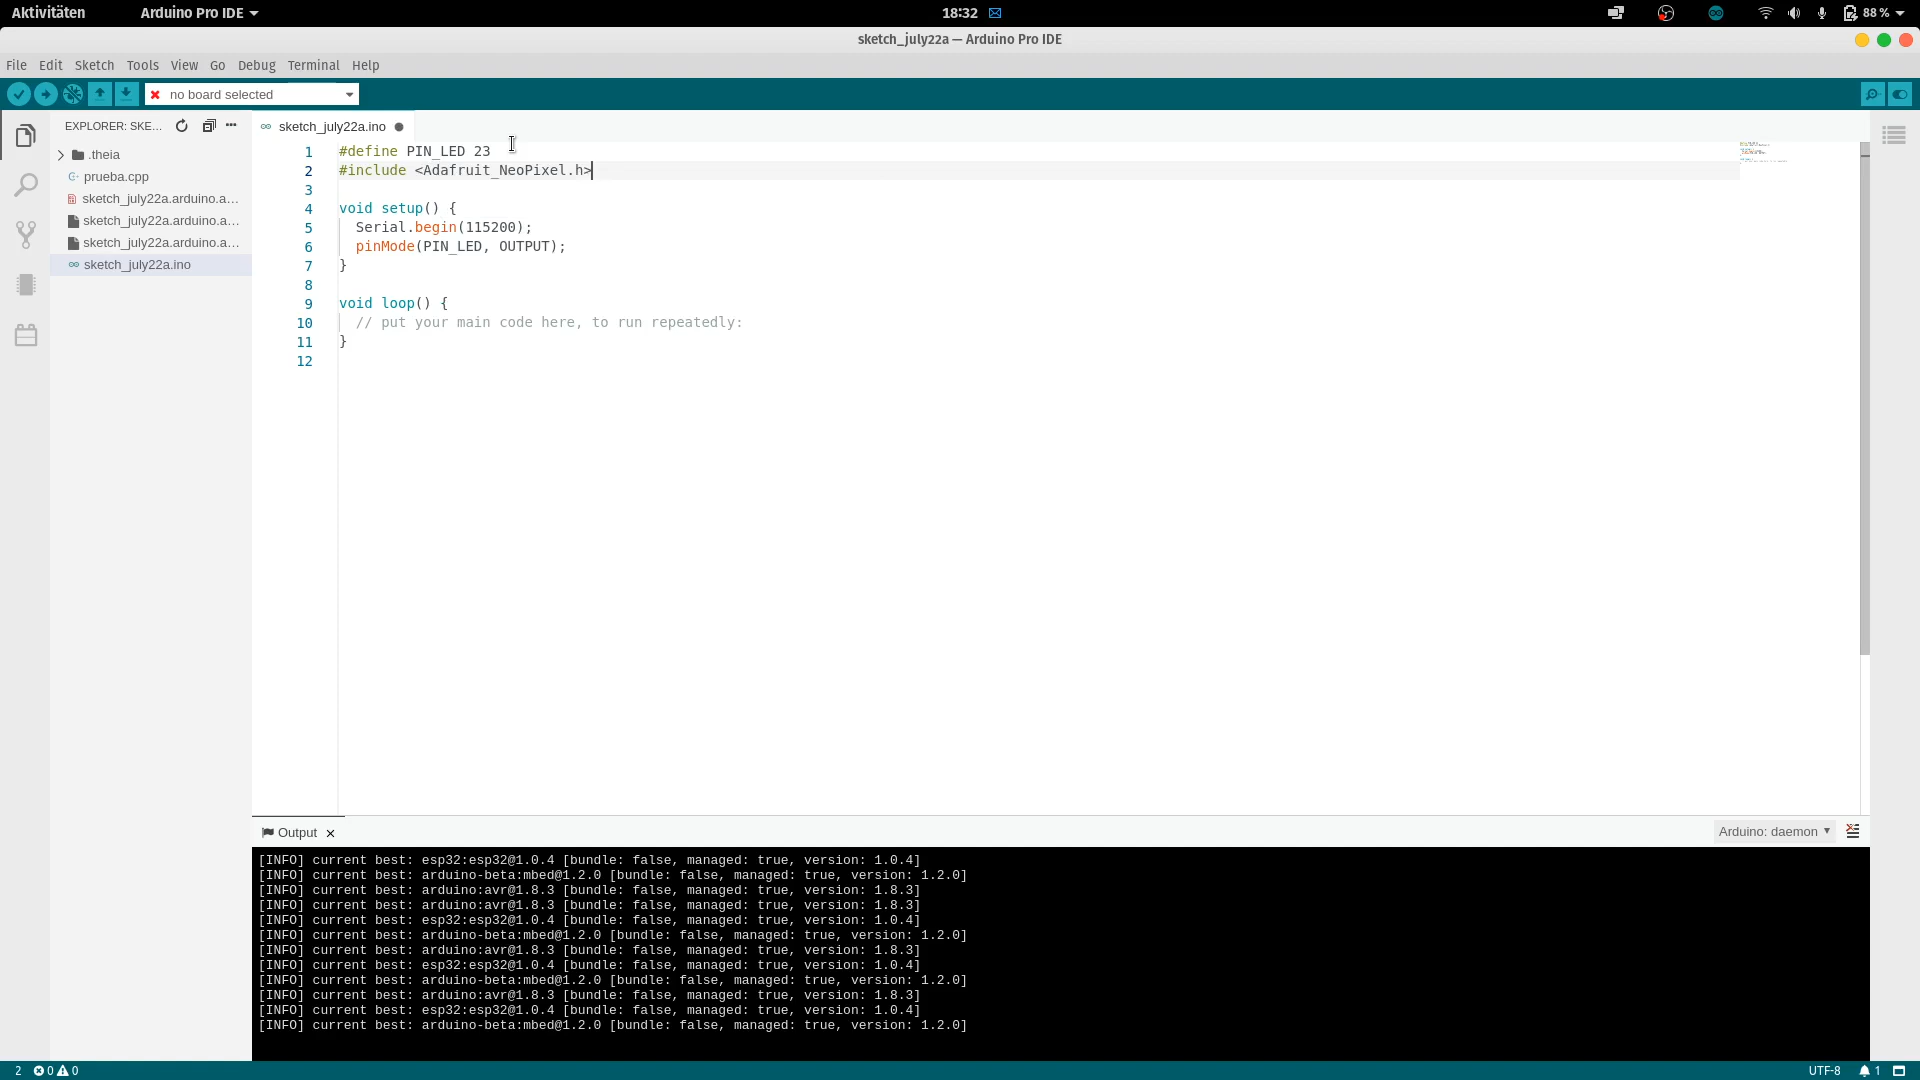 Aktivitäten Arduino Pro IDE 18:32 88 %
sketch_july22a — Arduino Pro IDE
File Edit Sketch Tools View Go Debug Terminal Help
no board selected
EXPLORER: SKE...
sketch_july22a.ino
.theia
prueba.cpp
sketch_july22a.arduino.a...
sketch_july22a.arduino.a...
sketch_july22a.arduino.a...
sketch_july22a.ino
1 #define PIN_LED 23
2 #include <Adafruit_NeoPixel.h>
3
4 void setup() {
5 Serial.begin(115200);
6 pinMode(PIN_LED, OUTPUT);
7 }
8
9 void loop() {
10 // put your main code here, to run repeatedly:
11 }
12
Output Arduino: daemon
[INFO] current best: esp32:esp32@1.0.4 [bundle: false, managed: true, version: 1.0.4]
[INFO] current best: arduino-beta:mbed@1.2.0 [bundle: false, managed: true, version: 1.2.0]
[INFO] current best: arduino:avr@1.8.3 [bundle: false, managed: true, version: 1.8.3]
[INFO] current best: arduino:avr@1.8.3 [bundle: false, managed: true, version: 1.8.3]
[INFO] current best: esp32:esp32@1.0.4 [bundle: false, managed: true, version: 1.0.4]
[INFO] current best: arduino-beta:mbed@1.2.0 [bundle: false, managed: true, version: 1.2.0]
[INFO] current best: arduino:avr@1.8.3 [bundle: false, managed: true, version: 1.8.3]
[INFO] current best: esp32:esp32@1.0.4 [bundle: false, managed: true, version: 1.0.4]
[INFO] current best: arduino-beta:mbed@1.2.0 [bundle: false, managed: true, version: 1.2.0]
[INFO] current best: arduino:avr@1.8.3 [bundle: false, managed: true, version: 1.8.3]
[INFO] current best: esp32:esp32@1.0.4 [bundle: false, managed: true, version: 1.0.4]
[INFO] current best: arduino-beta:mbed@1.2.0 [bundle: false, managed: true, version: 1.2.0]
2 0 0 UTF-8 1